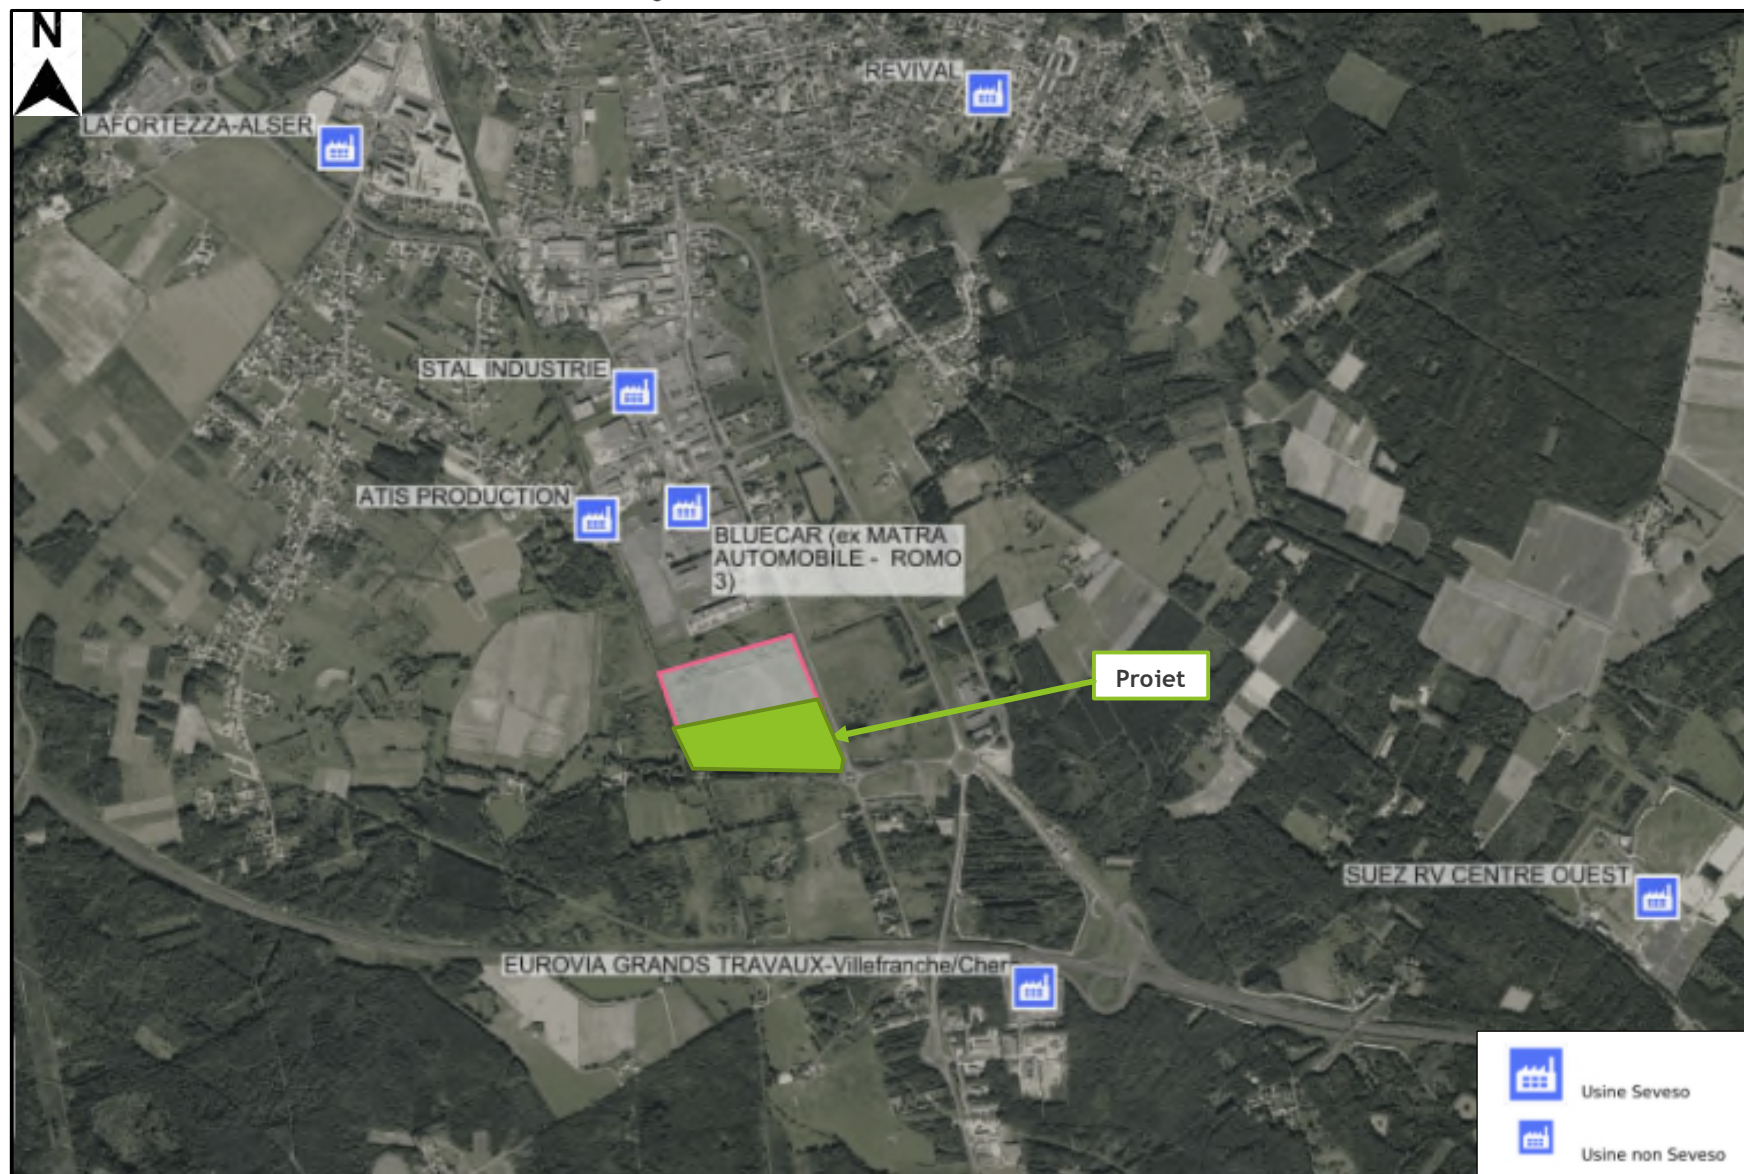 N
REVIVAL
LAFORTEZZA-ALSER
STAL INDUSTRIE
ATIS PRODUCTION
BLUECAR (ex MATRA
AUTOMOBILE - ROMO
3)
Proiet
SUEZ RV CENTRE OUEST
EUROVIA GRANDS TRAVAUX-Villefranche/Cher
Usine Seveso
Usine non Seveso